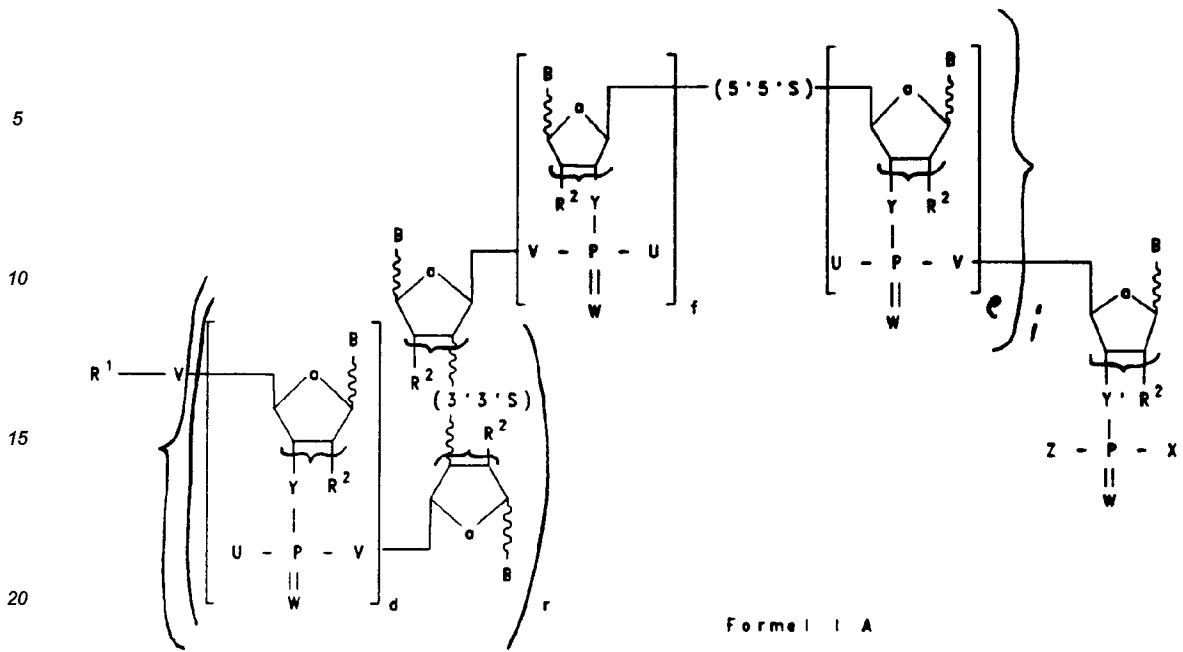 B
B
5
a
(5'5'S)
a
R² Y
Y R²
B
V - P - U
U - P - V
B
10
a
W f
W e i
a
B
R²
R¹ V
a
(3'3'S)
Y' R²
15
R²
Z - P - X
Y R²
W
a
U - P - V
B
W
20
d
r
Formel I A